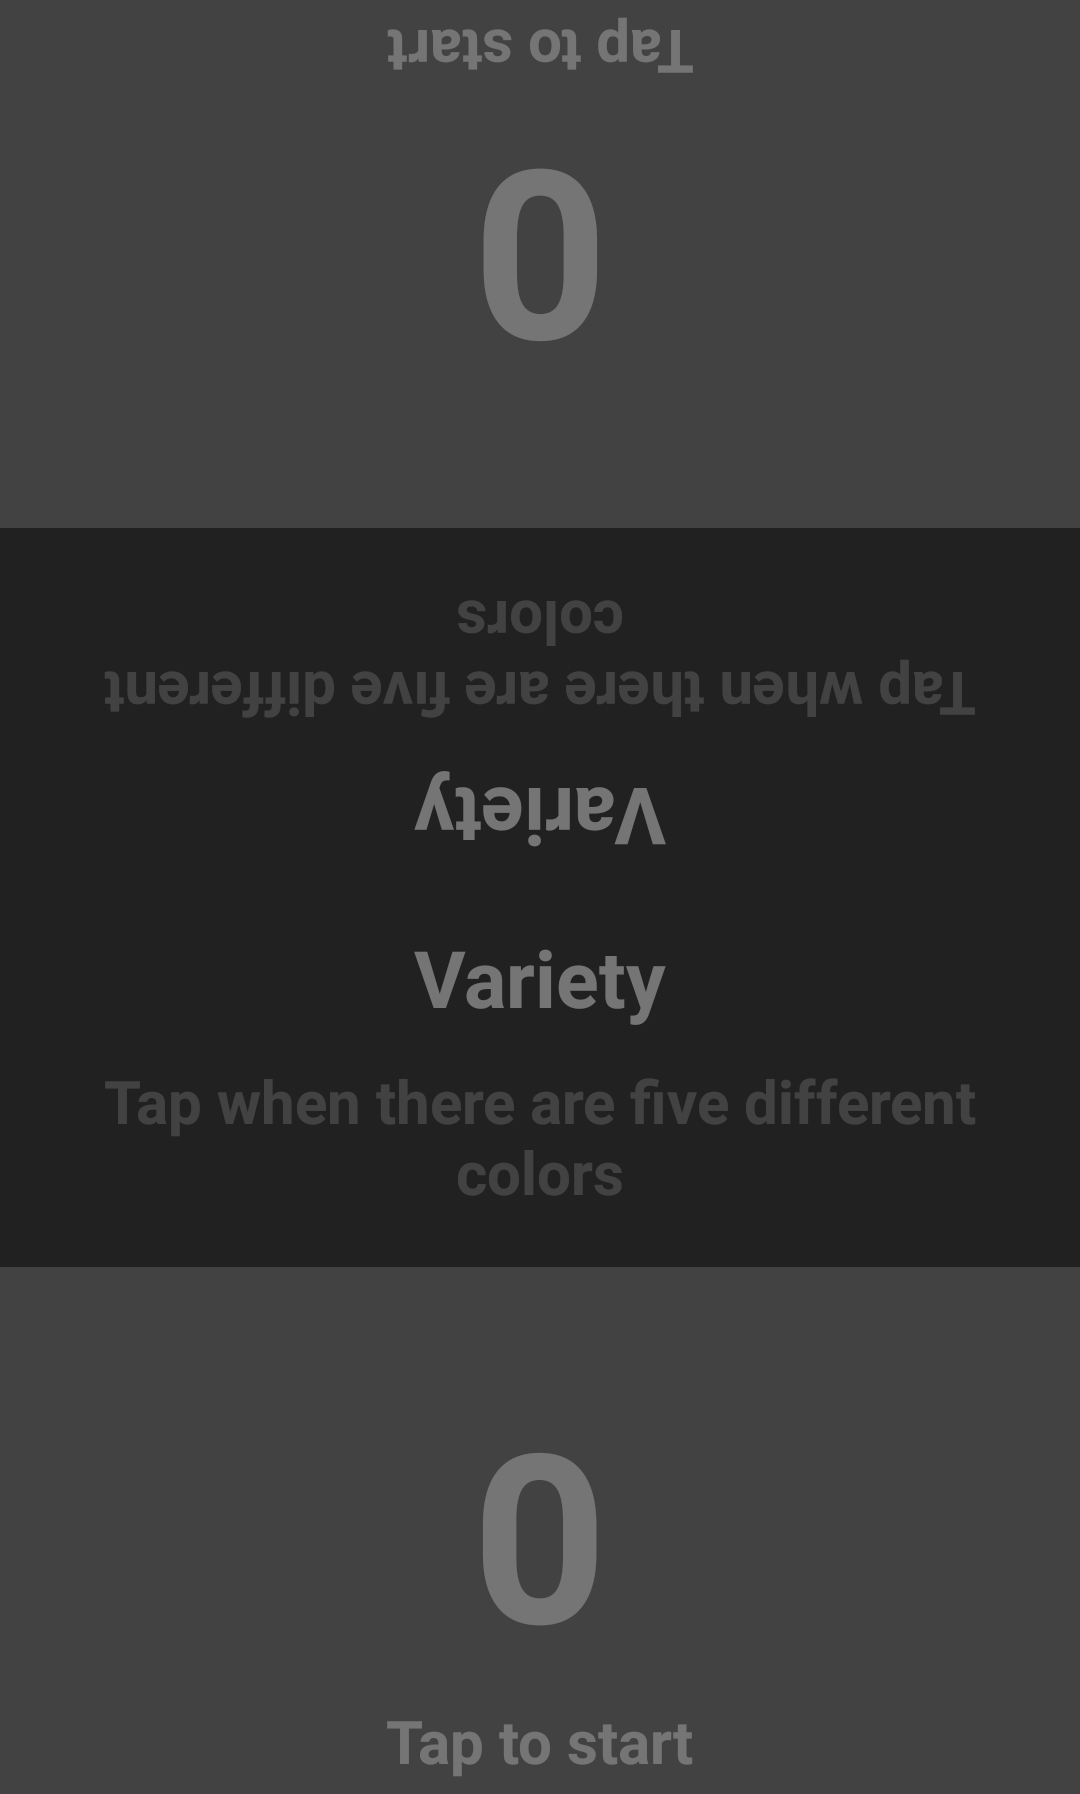 Tap to start
0
Tap when there are five different
colors
Variety
Variety
Tap when there are five different
colors
0
Tap to start